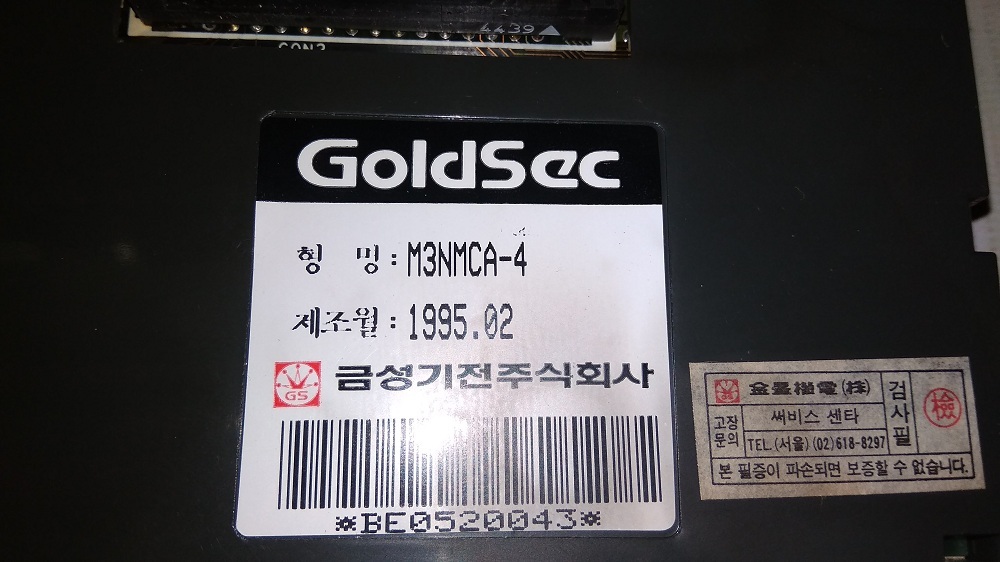 4439
CON2
GoldSec
형 명 : M3NMCA-4
제조월 : 1995.02
GS 금성기전주식회사
*BE0520043*
金星機電(株)
고장문의
써비스 센타
TEL.(서울) (02)618-8297
검사필
檢
본 필증이 파손되면 보증할 수 없습니다.